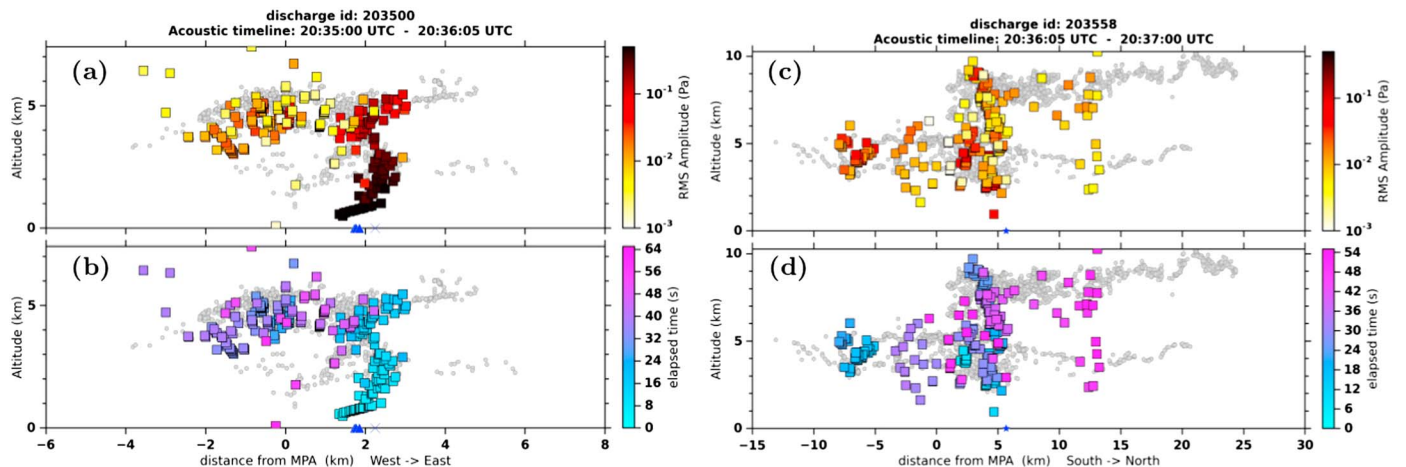 discharge id: 203500
Acoustic timeline: 20:35:00 UTC - 20:36:05 UTC
(a)
Altitude (km)
5
0
10⁻¹
10⁻²
10⁻³
RMS Amplitude (Pa)
(b)
Altitude (km)
5
0
64
56
48
40
32
24
16
8
0
elapsed time (s)
−6 −4 −2 0 2 4 6 8
distance from MPA (km) West -> East
discharge id: 203558
Acoustic timeline: 20:36:05 UTC - 20:37:00 UTC
(c)
Altitude (km)
10
5
0
10⁻¹
10⁻²
10⁻³
RMS Amplitude (Pa)
(d)
Altitude (km)
10
5
0
54
48
42
36
30
24
18
12
6
0
elapsed time (s)
−15 −10 −5 0 5 10 15 20 25 30
distance from MPA (km) South -> North